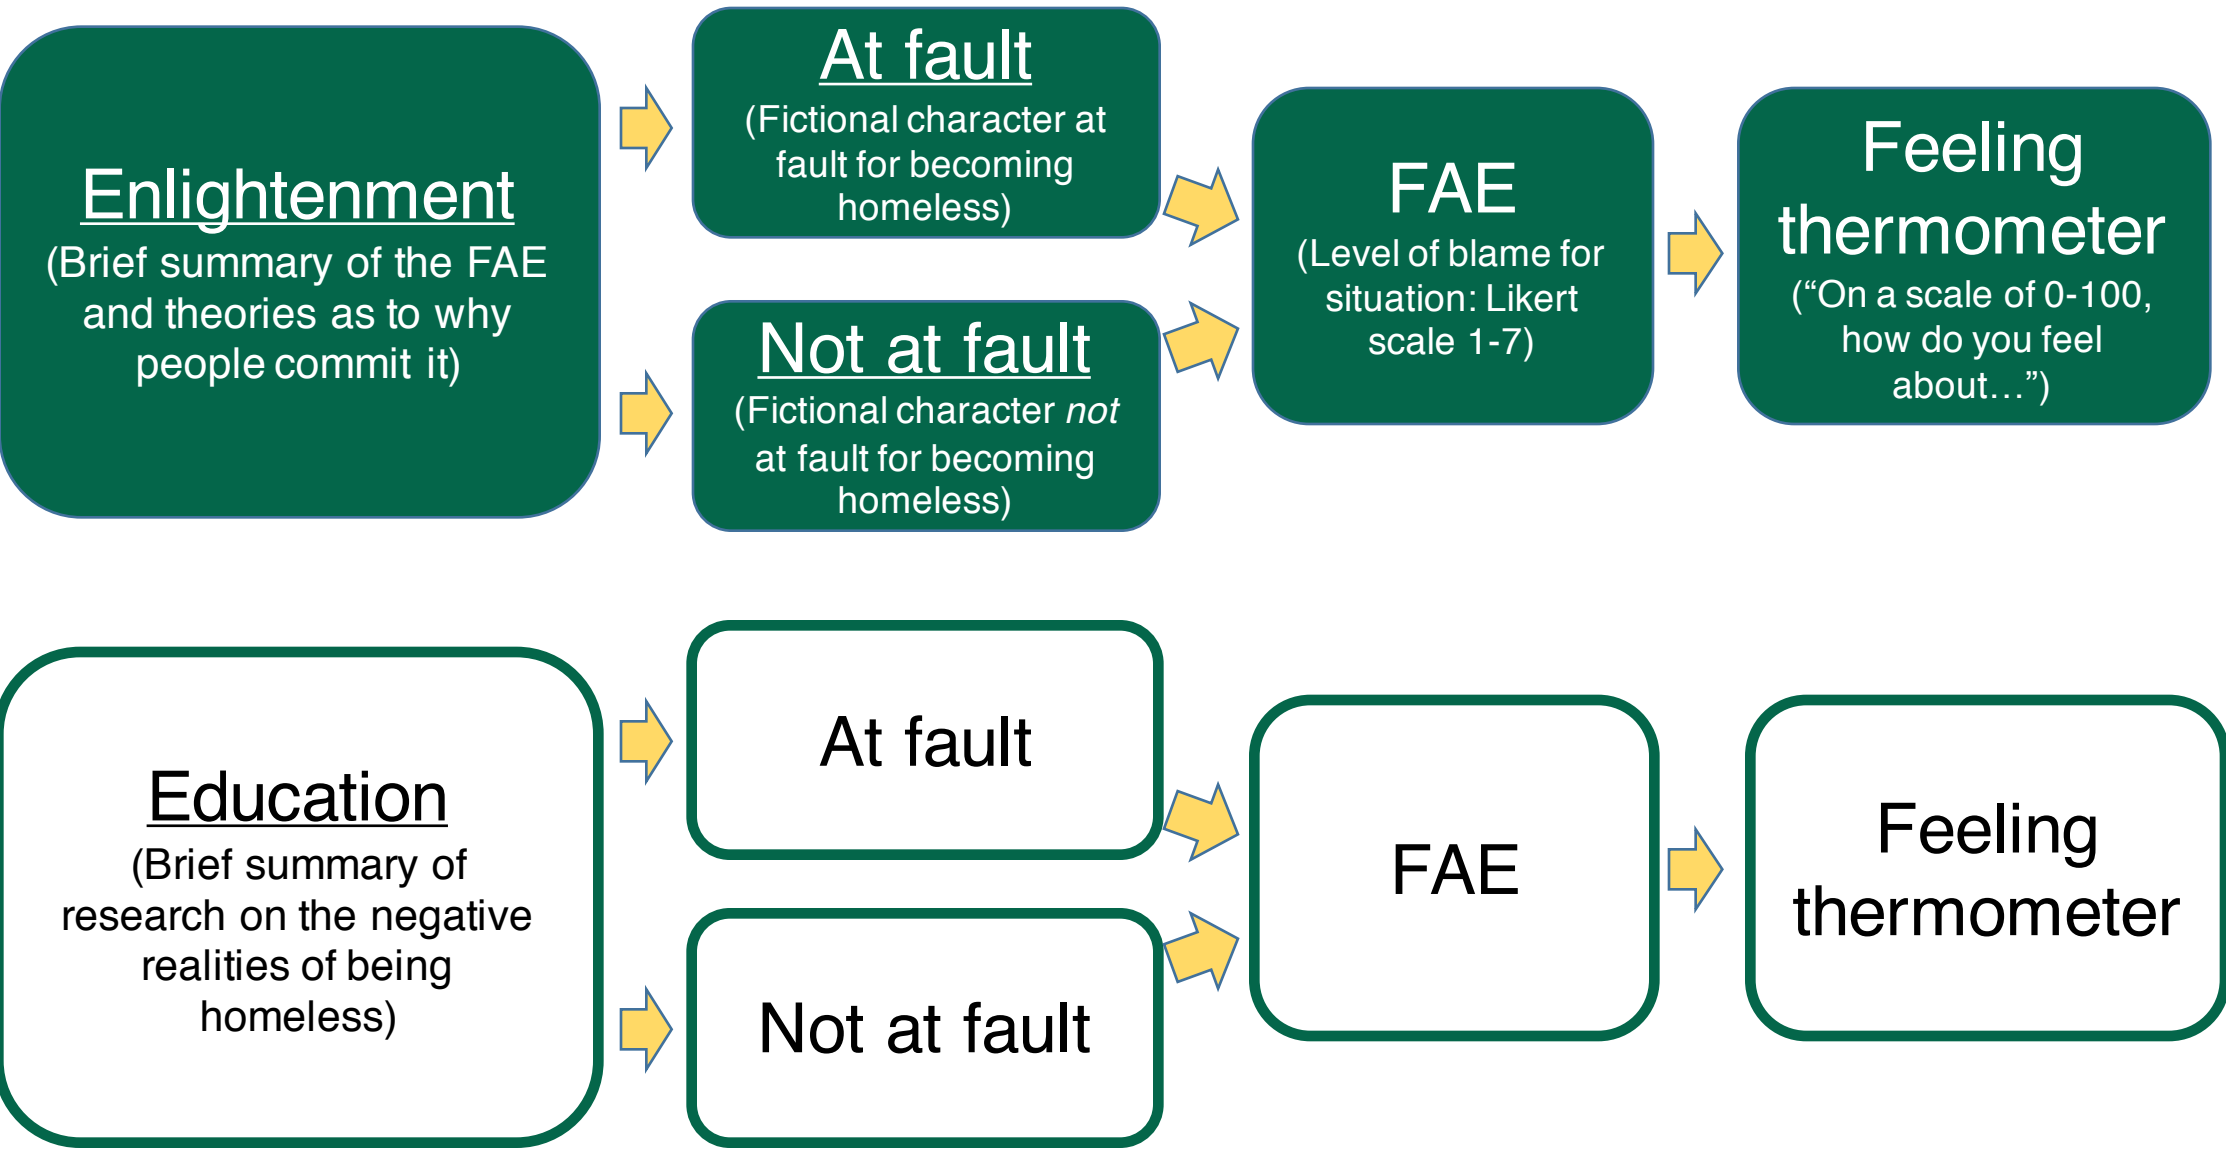 Enlightenment
(Brief summary of the FAE
and theories as to why
people commit it)
At fault
(Fictional character at
fault for becoming
homeless)
Not at fault
(Fictional character not
at fault for becoming
homeless)
FAE
(Level of blame for
situation: Likert
scale 1-7)
Feeling
thermometer
(“On a scale of 0-100,
how do you feel
about…”)
Education
(Brief summary of
research on the negative
realities of being
homeless)
At fault
Not at fault
FAE
Feeling
thermometer